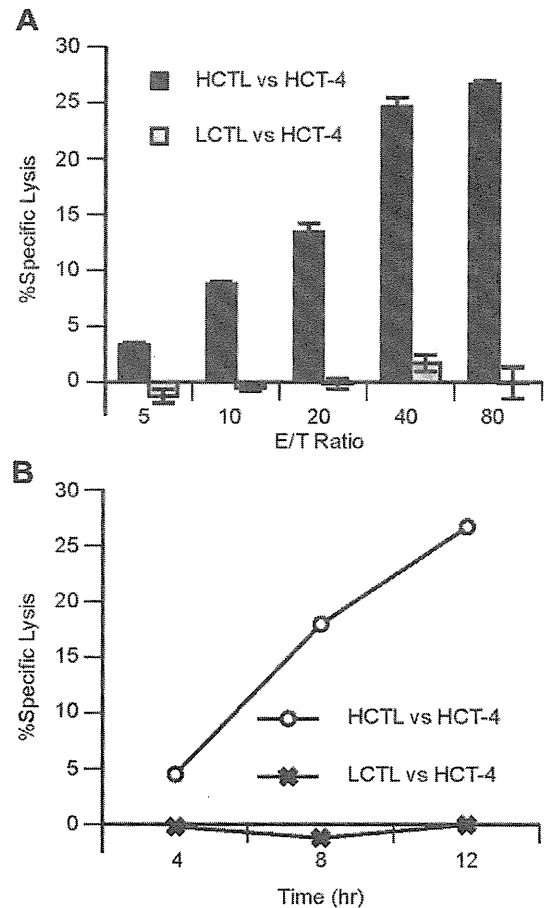 A
30
25
20
15
10
5
0
%Specific Lysis
HCTL vs HCT-4
LCTL vs HCT-4
5 10 20 40 80
E/T Ratio
B
30
25
20
15
10
5
0
%Specific Lysis
HCTL vs HCT-4
LCTL vs HCT-4
4 8 12
Time (hr)